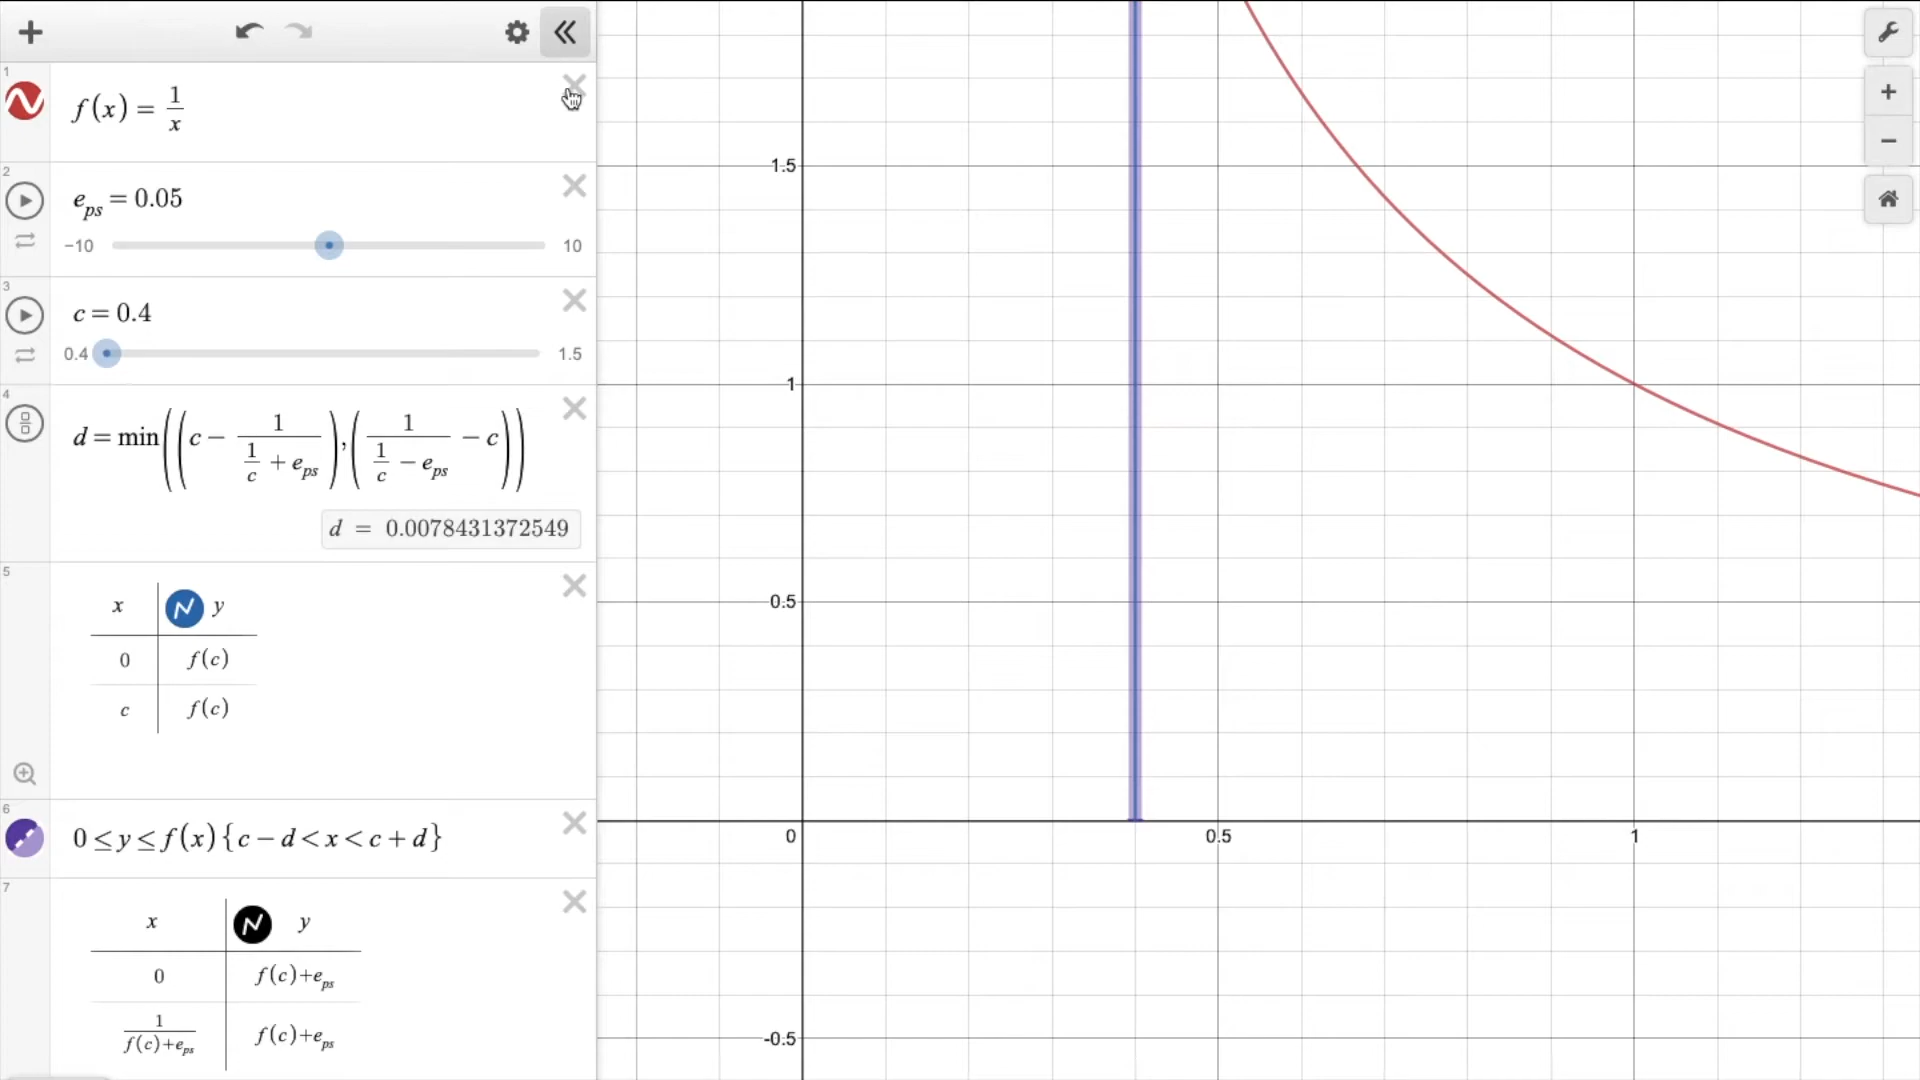 1
f(x) = 1/x
2
e_ps = 0.05
−10
10
3
c = 0.4
0.4
1.5
4
d = min((c − 1/(1/c + e_ps)), (1/(1/c − e_ps) − c))
d = 0.0078431372549
5
x y
0 f(c)
c f(c)
6
0 ≤ y ≤ f(x) {c − d < x < c + d}
7
x y
0 f(c)+e_ps
1/(f(c)+e_ps) f(c)+e_ps
1.5
1
0.5
0
0.5
1
-0.5